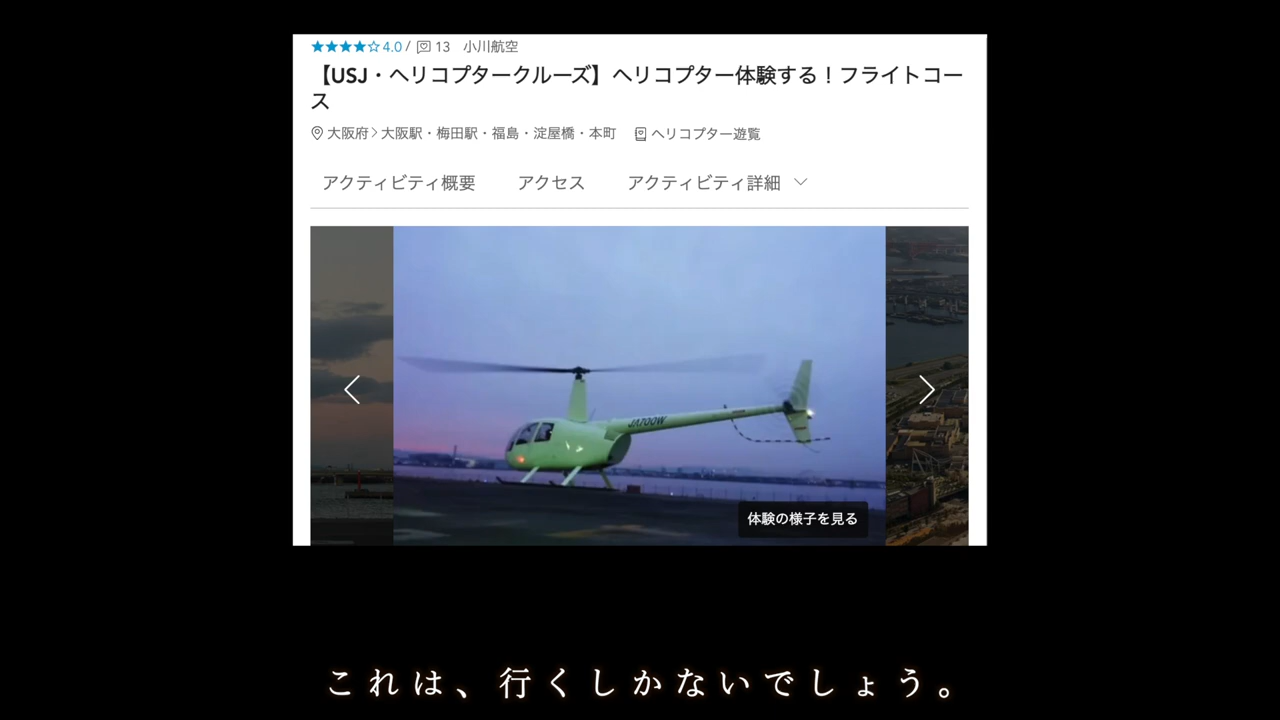 ★★★★☆4.0 / 13 小川航空
【USJ・ヘリコプタークルーズ】ヘリコプター体験する！フライトコー
ス
大阪府>大阪駅・梅田駅・福島・淀屋橋・本町 ヘリコプター遊覧
アクティビティ概要 アクセス アクティビティ詳細
JA700W
体験の様子を見る
これは、行くしかないでしょう。